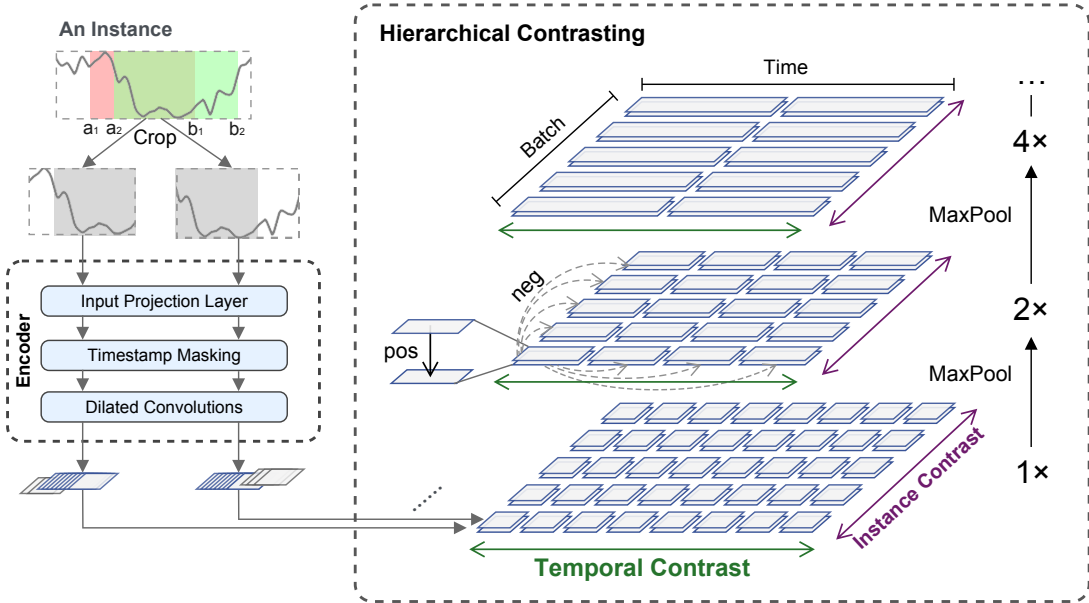 An Instance
a₁ a₂ b₁ b₂
Crop
Encoder
Input Projection Layer
Timestamp Masking
Dilated Convolutions
Hierarchical Contrasting
Time
Batch
...
4×
MaxPool
neg
2×
pos
MaxPool
1×
Instance Contrast
Temporal Contrast